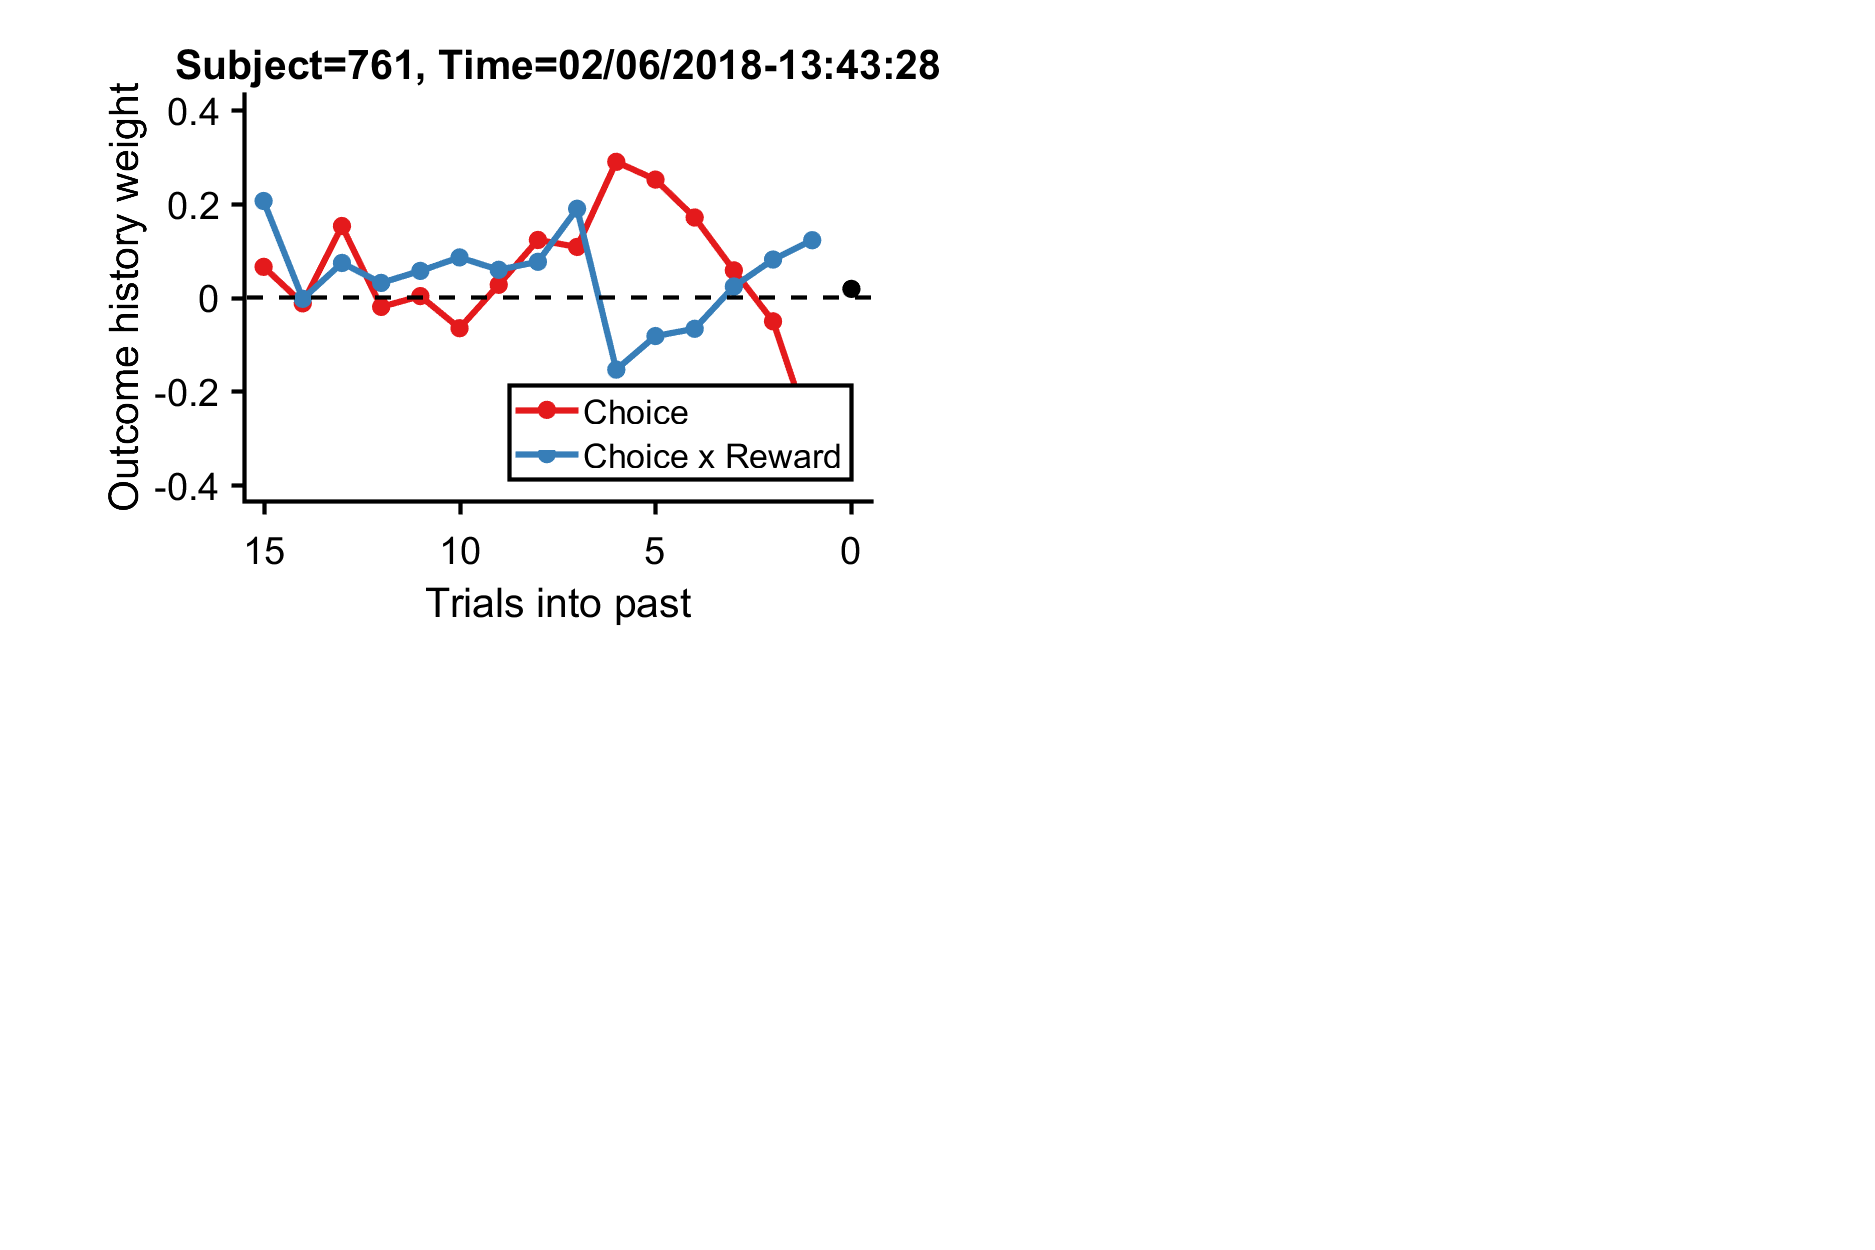 Subject=761, Time=02/06/2018-13:43:28
Outcome history weight
0.4
0.2
0
-0.2
-0.4
Choice
Choice x Reward
15 10 5 0
Trials into past